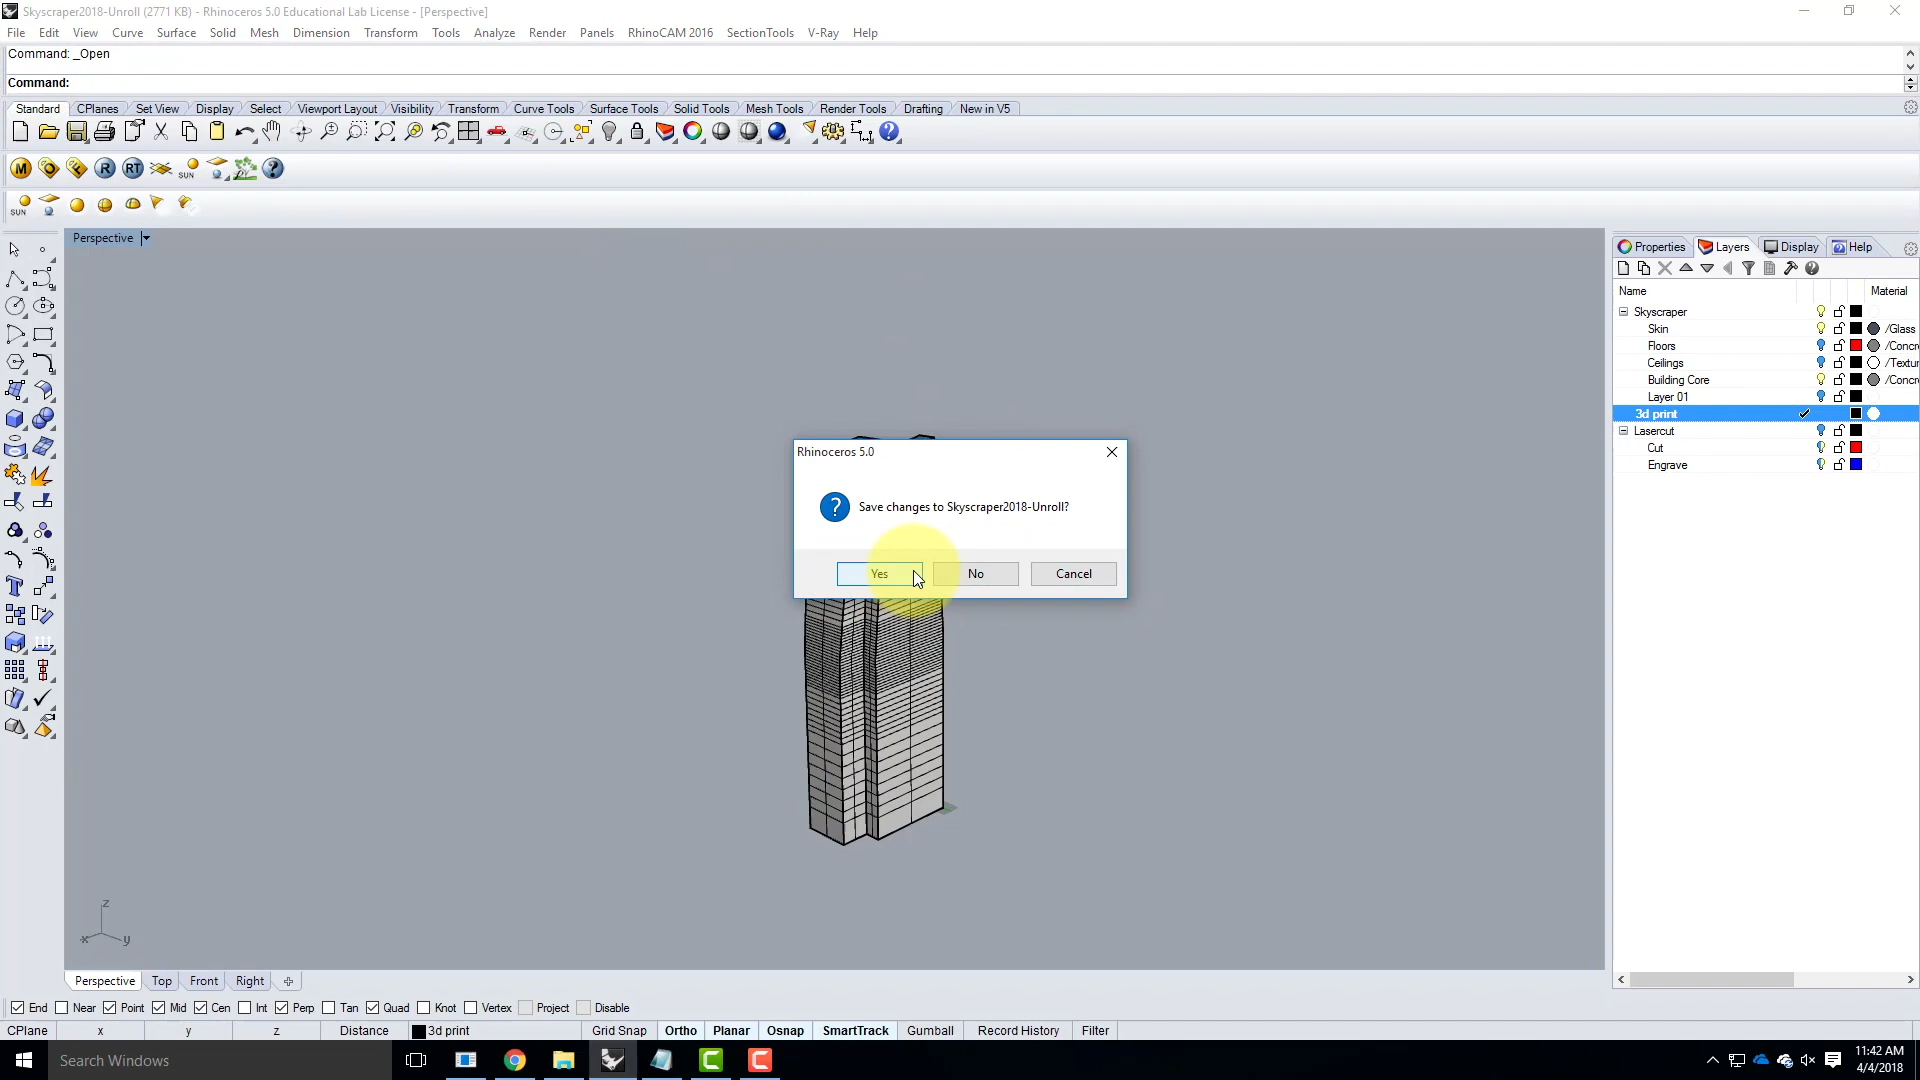 Skyscraper2018-Unroll (2771 KB) - Rhinoceros 5.0 Educational Lab License - [Perspective]
File Edit View Curve Surface Solid Mesh Dimension Transform Tools Analyze Render Panels RhinoCAM 2016 SectionTools V-Ray Help
Command: _Open
Command:
Standard CPlanes Set View Display Select Viewport Layout Visibility Transform Curve Tools Surface Tools Solid Tools Mesh Tools Render Tools Drafting New in V5
M O F R RT SUN
SUN
Perspective
Properties Layers Display Help
Name Material
Skyscraper
Skin /Glass
Floors /Concr
Ceilings /Textur
Building Core /Concr
Layer 01
3d print
Lasercut
Cut
Engrave
Rhinoceros 5.0
Save changes to Skyscraper2018-Unroll?
Yes No Cancel
z
x y
Perspective Top Front Right
End Near Point Mid Cen Int Perp Tan Quad Knot Vertex Project Disable
CPlane x y z Distance 3d print Grid Snap Ortho Planar Osnap SmartTrack Gumball Record History Filter
Search Windows
11:42 AM
4/4/2018